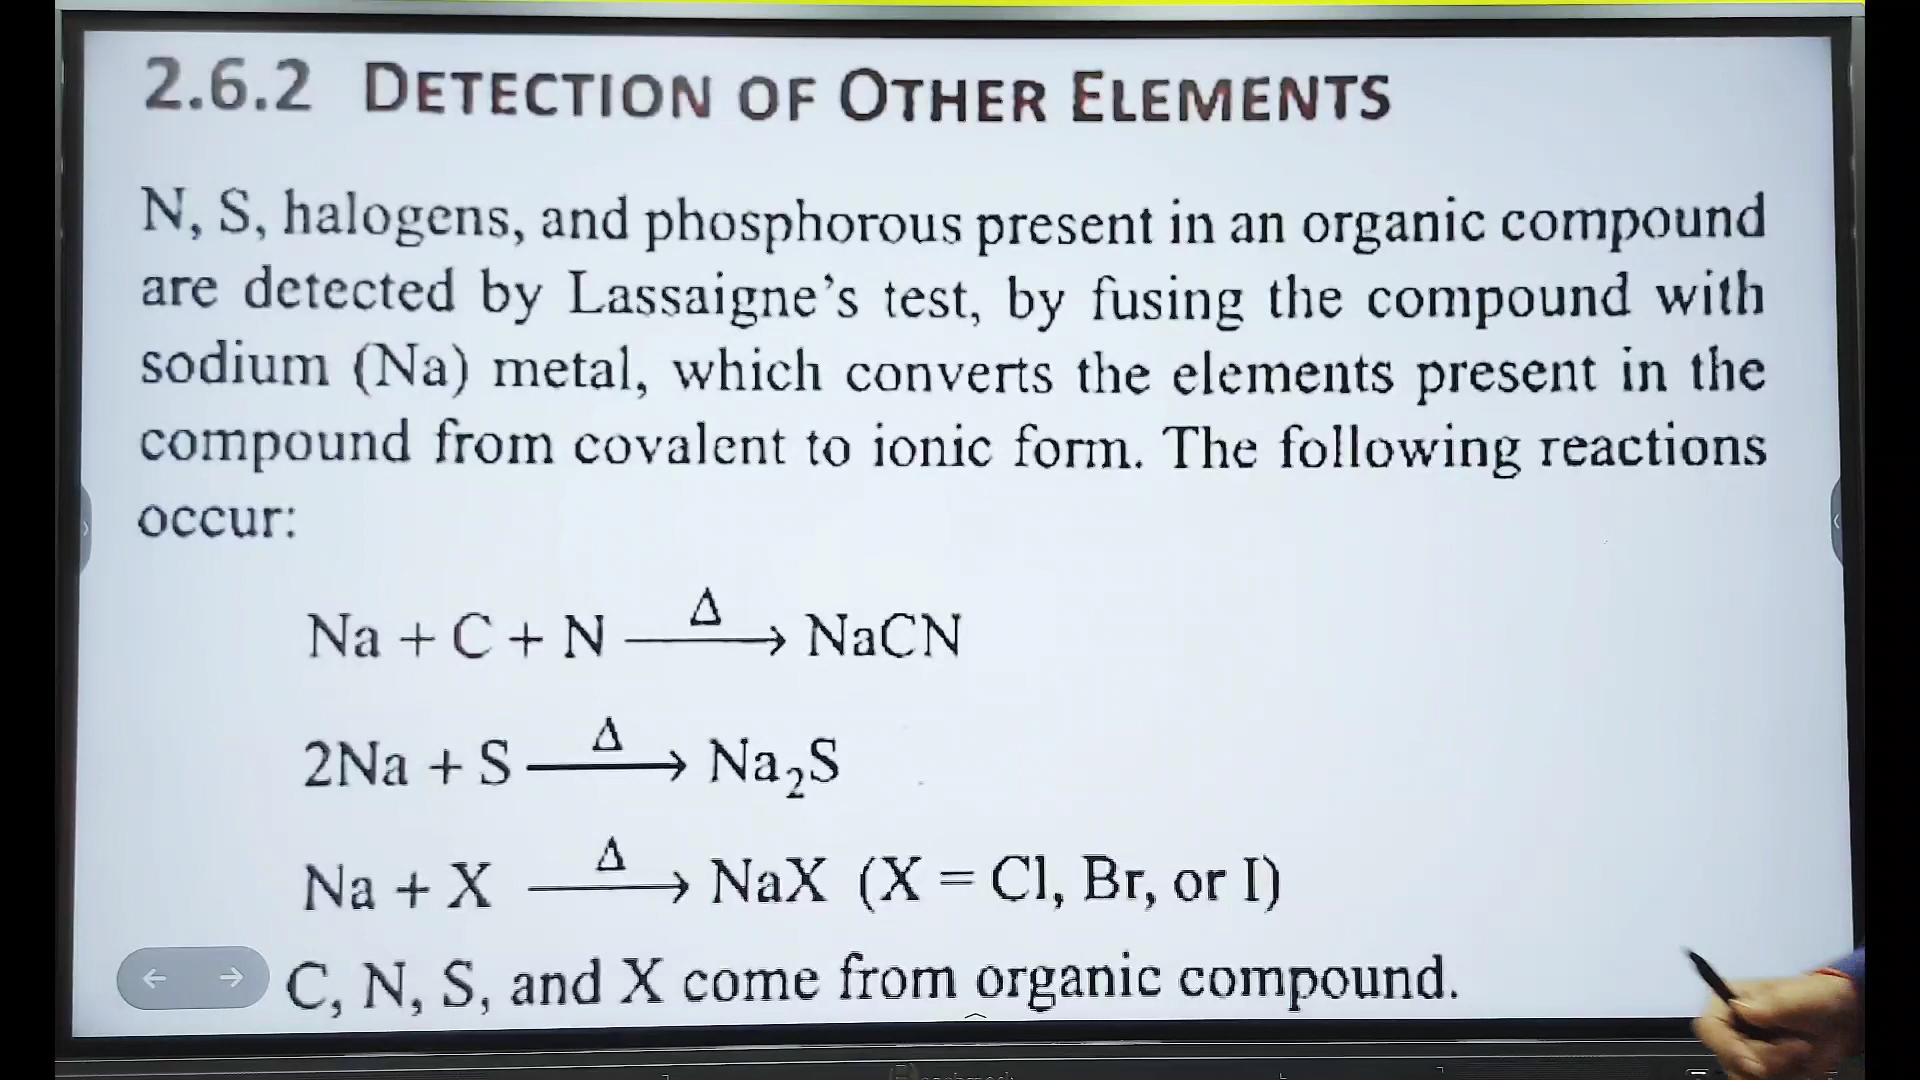 2.6.2 DETECTION OF OTHER ELEMENTS
N, S, halogens, and phosphorous present in an organic compound
are detected by Lassaigne's test, by fusing the compound with
sodium (Na) metal, which converts the elements present in the
compound from covalent to ionic form. The following reactions
occur:
Na + C + N —Δ→ NaCN
2Na + S —Δ→ Na₂S
Na + X —Δ→ NaX (X = Cl, Br, or I)
C, N, S, and X come from organic compound.